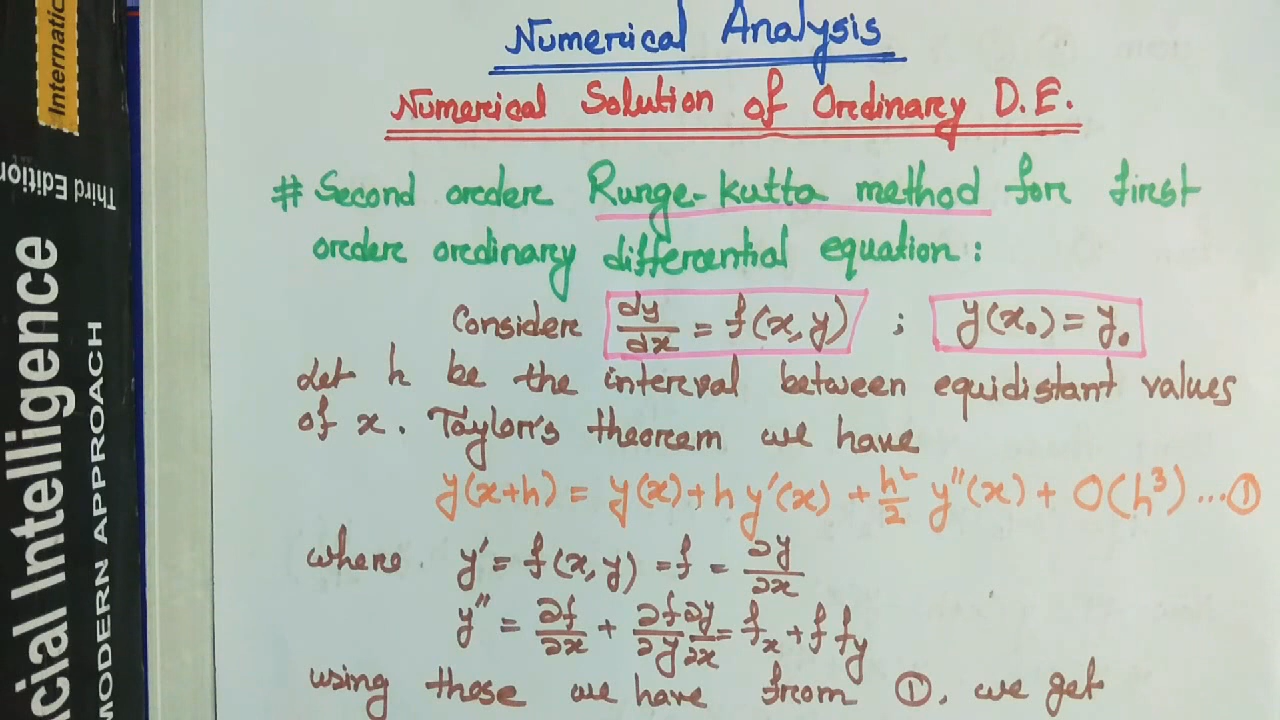 Numerical Analysis
Numerical Solution of Ordinary D.E.
# Second order Runge-Kutta method for first
order ordinary differential equation:
Consider dy/dx = f(x, y) ; y(x₀) = y₀
Let h be the interval between equidistant values
of x. Taylor's theorem we have
y(x+h) = y(x) + h y'(x) + h²/2 y''(x) + O(h³) ... ①
where y' = f(x, y) = f = ∂y/∂x
y'' = ∂f/∂x + ∂f/∂y ∂y/∂x = f_x + f f_y
using these we have from ①, we get
Internatio
Third Edition
cial Intelligence
MODERN APPROACH